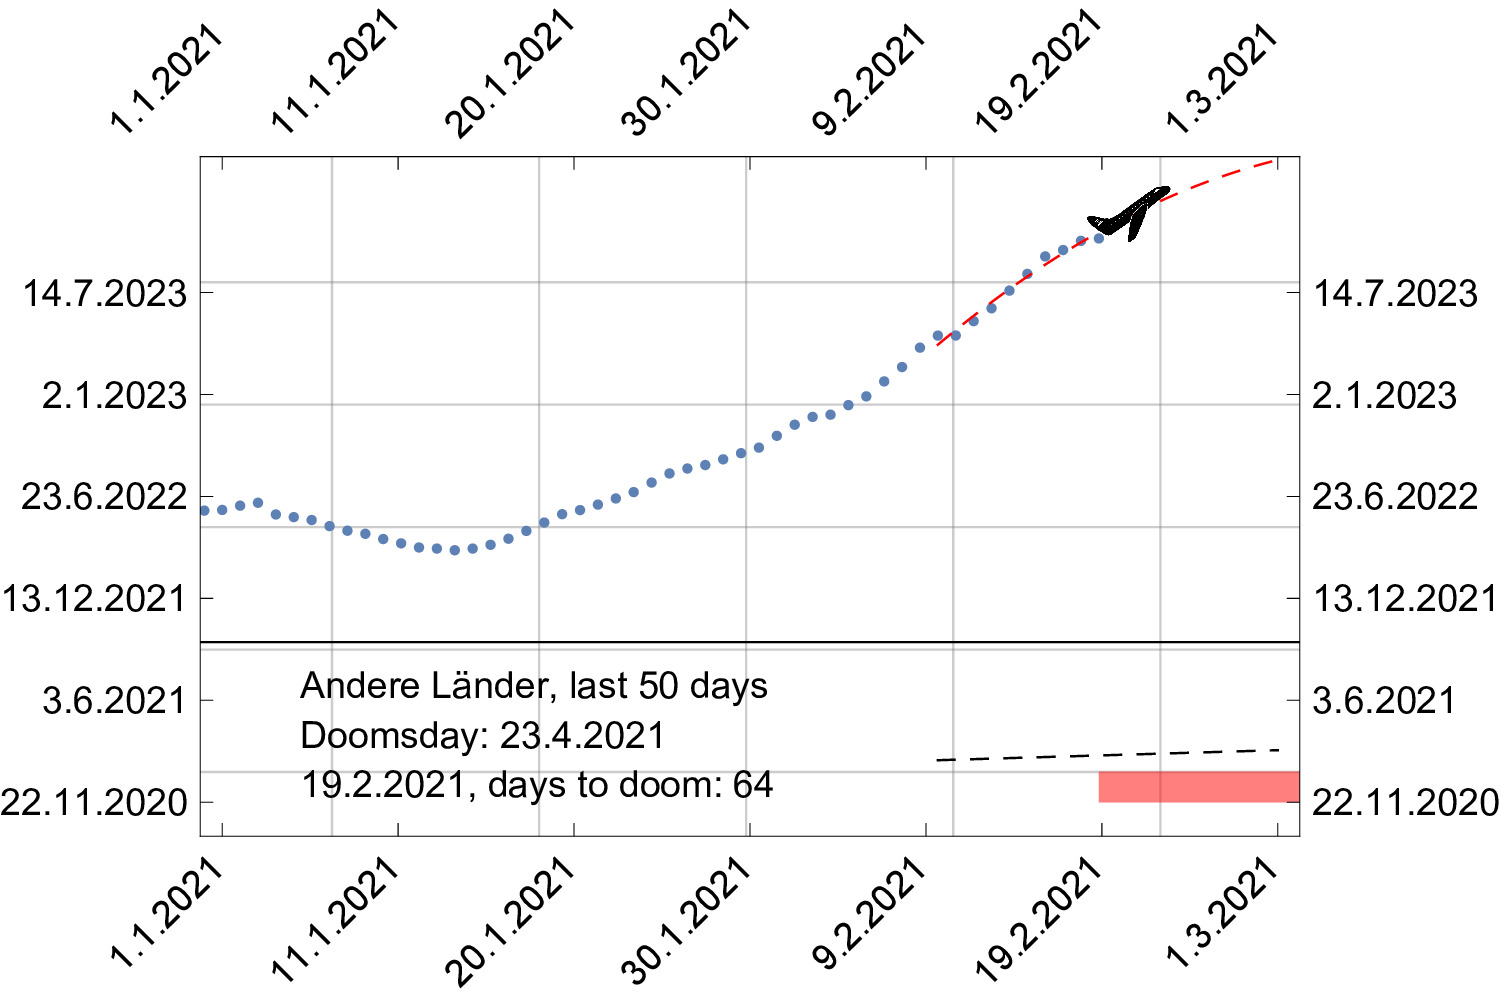 1.1.2021 11.1.2021 20.1.2021 30.1.2021 9.2.2021 19.2.2021 1.3.2021
14.7.2023 14.7.2023
2.1.2023 2.1.2023
23.6.2022 23.6.2022
13.12.2021 13.12.2021
Andere Länder, last 50 days
3.6.2021 3.6.2021
Doomsday: 23.4.2021
19.2.2021, days to doom: 64
22.11.2020 22.11.2020
1.1.2021 11.1.2021 20.1.2021 30.1.2021 9.2.2021 19.2.2021 1.3.2021